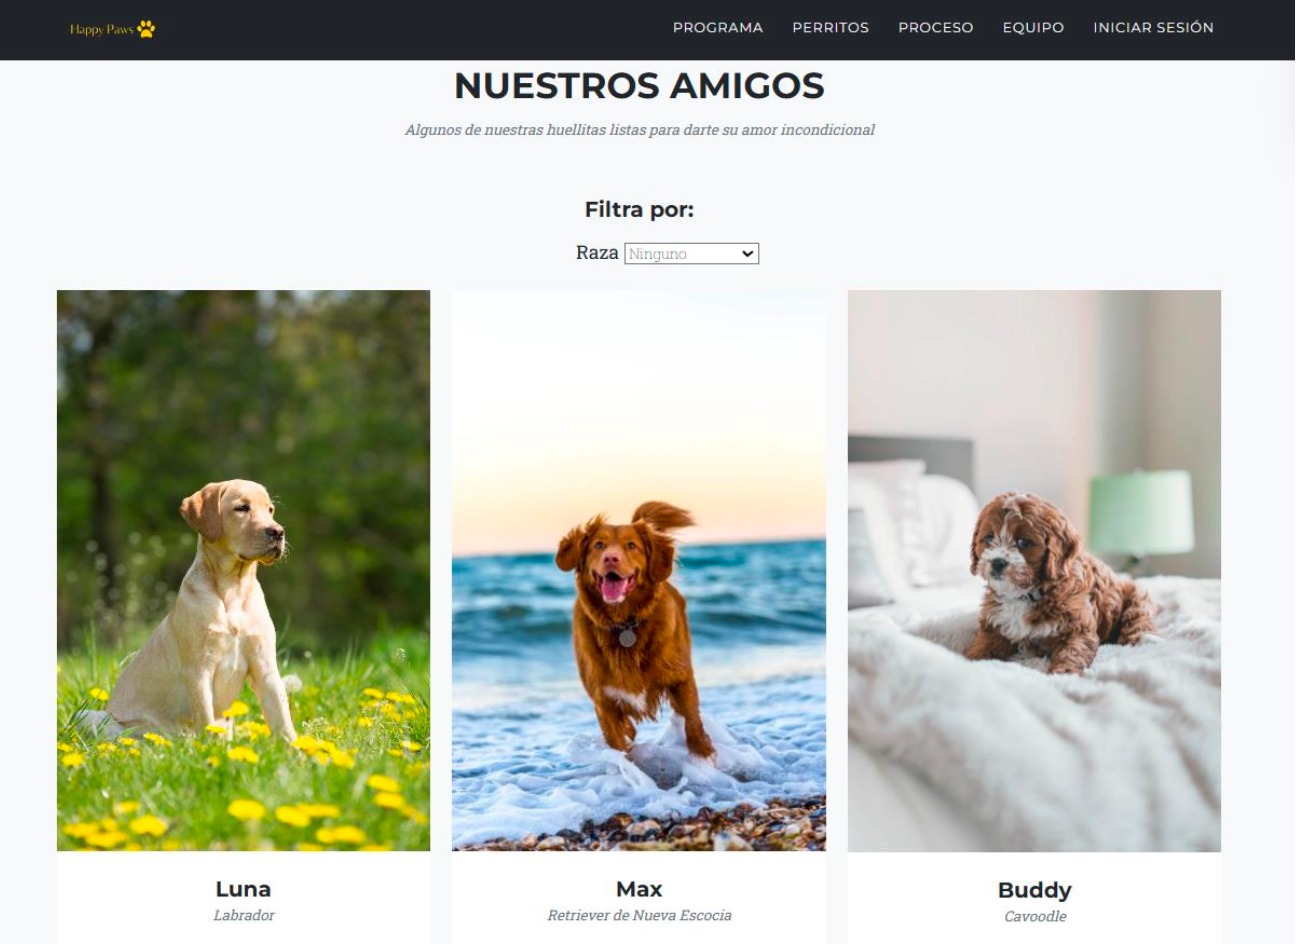 Happy Paws
PROGRAMA PERRITOS PROCESO EQUIPO INICIAR SESIÓN
NUESTROS AMIGOS
Algunos de nuestras huellitas listas para darte su amor incondicional
Filtra por:
Raza Ninguno
Luna
Labrador
Max
Retriever de Nueva Escocia
Buddy
Cavoodle